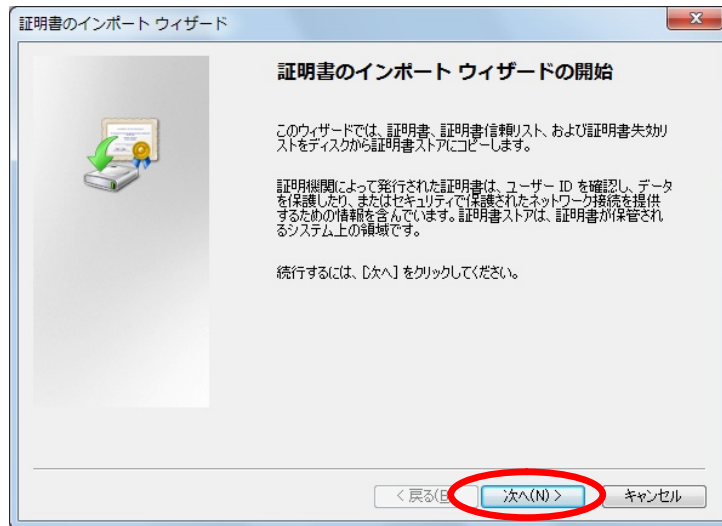 証明書のインポート ウィザード
証明書のインポート ウィザードの開始
このウィザードでは、証明書、証明書信頼リスト、および証明書失効リ
ストをディスクから証明書ストアにコピーします。
証明機関によって発行された証明書は、ユーザー ID を確認し、データ
を保護したり、またはセキュリティで保護されたネットワーク接続を提供
するための情報を含んでいます。証明書ストアは、証明書が保管され
るシステム上の領域です。
続行するには、[次へ] をクリックしてください。
< 戻る(B 次へ(N) > キャンセル